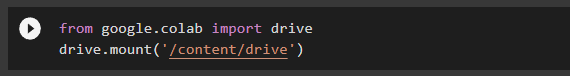 from google.colab import drive
drive.mount('/content/drive')